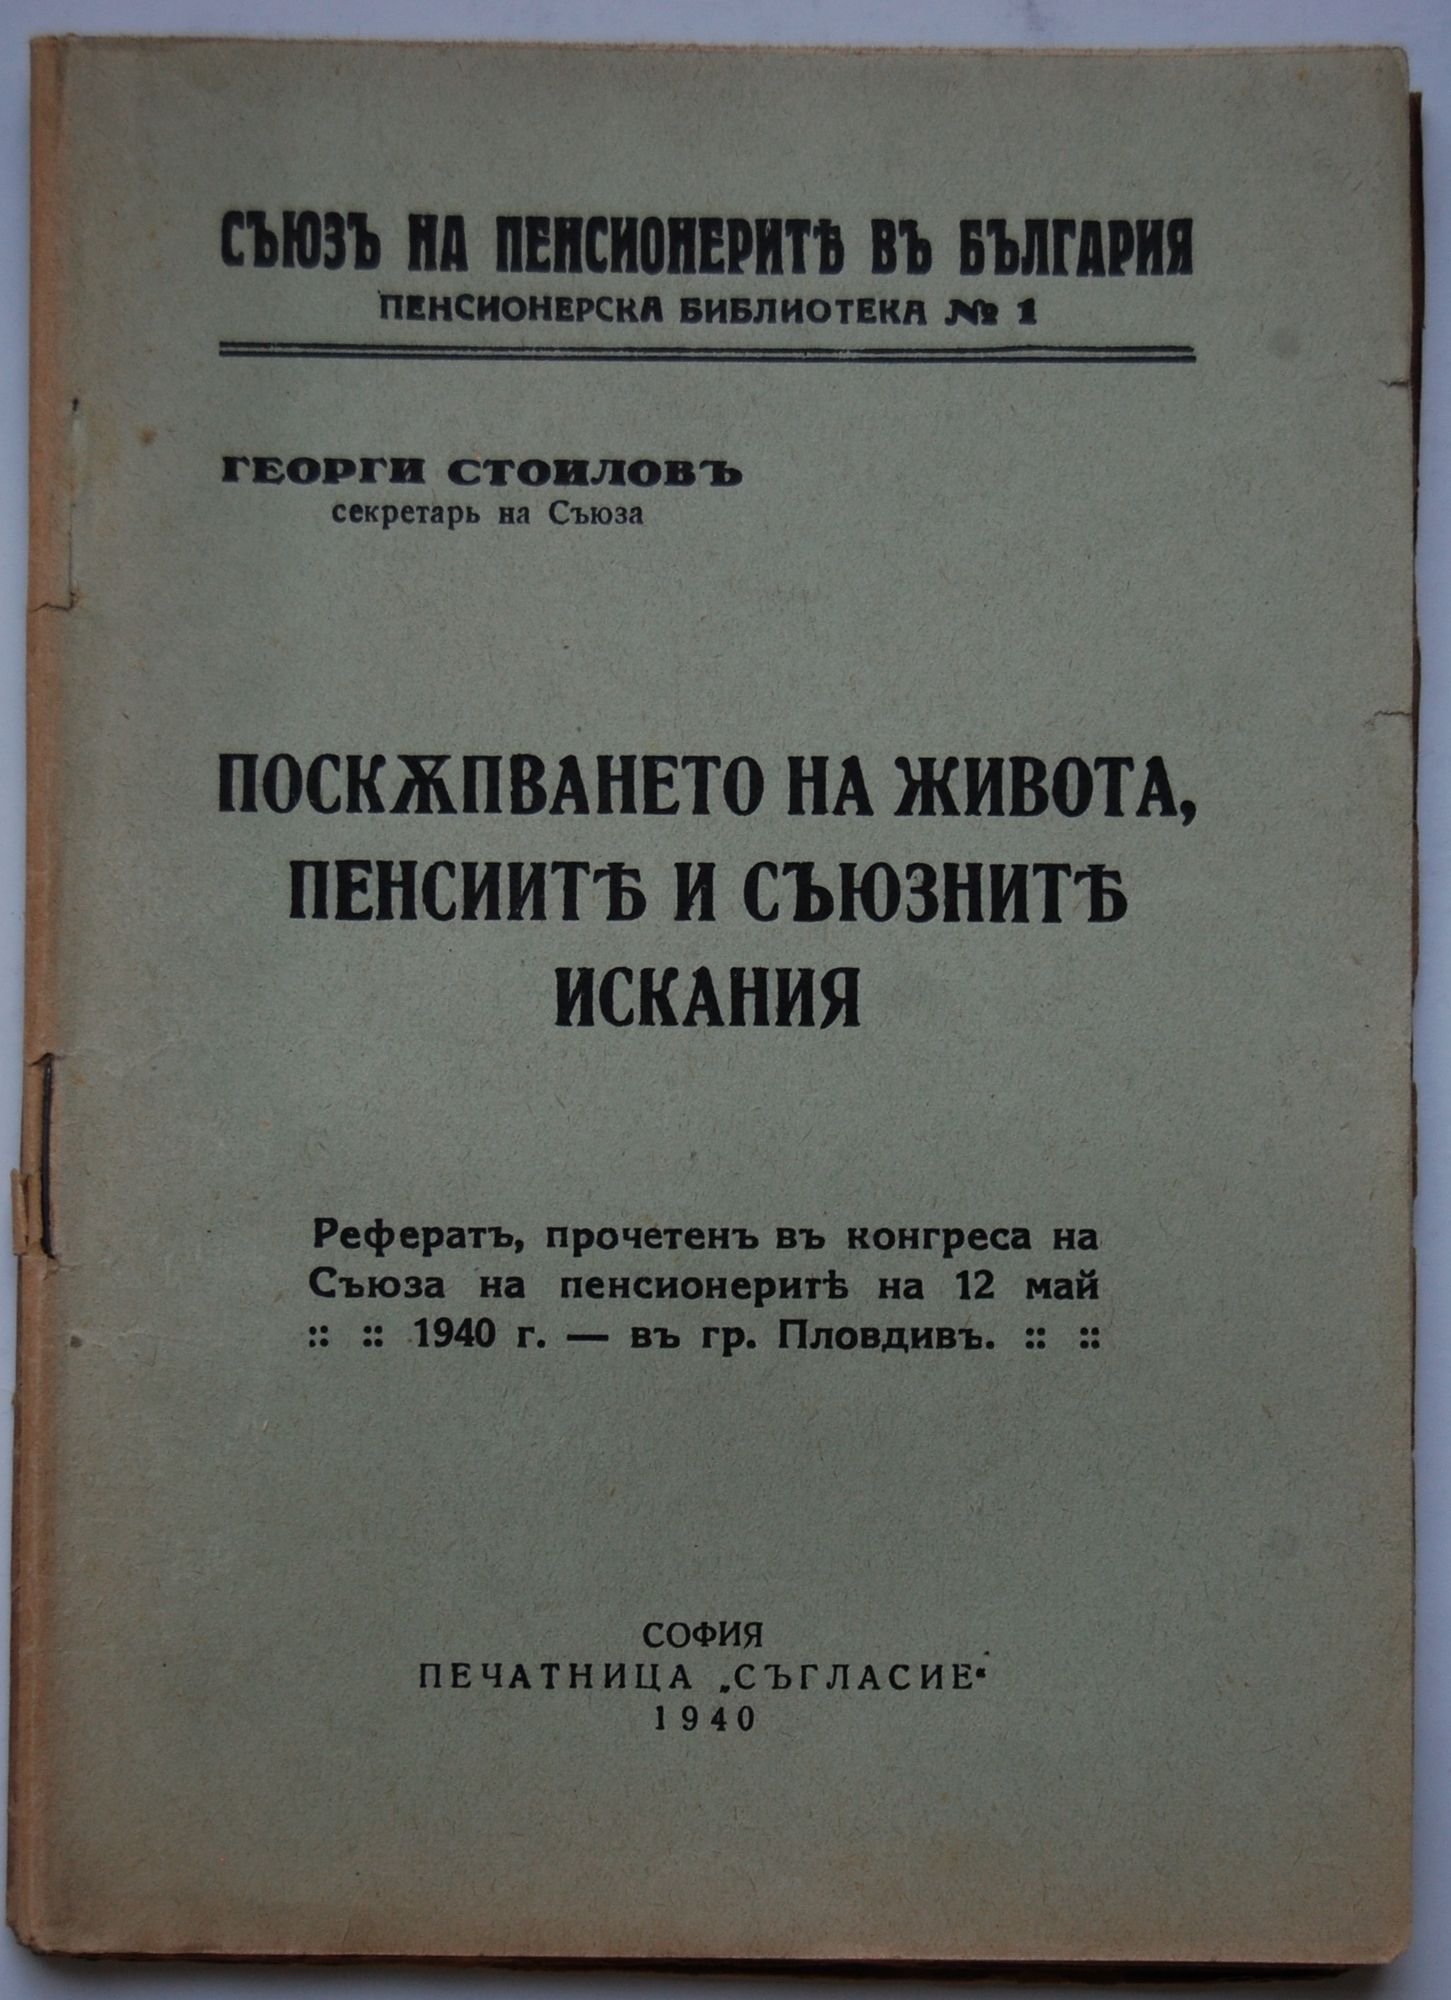 СЪЮЗЪ НА ПЕНСИОНЕРИТѢ ВЪ БЪЛГАРИЯ
ПЕНСИОНЕРСКА БИБЛИОТЕКА № 1
ГЕОРГИ СТОИЛОВЪ
секретарь на Съюза
ПОСКѪПВАНЕТО НА ЖИВОТА,
ПЕНСИИТѢ И СЪЮЗНИТѢ
ИСКАНИЯ
Рефератъ, прочетенъ въ конгреса на
Съюза на пенсионеритѣ на 12 май
:: :: 1940 г. — въ гр. Пловдивъ. :: ::
СОФИЯ
ПЕЧАТНИЦА „СЪГЛАСИЕ“
1940